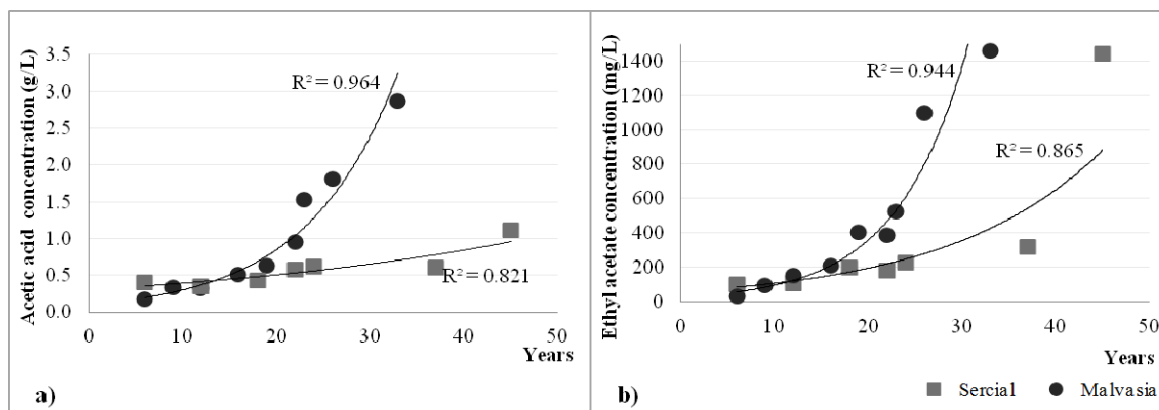 Acetic acid concentration (g/L)
3.5
3.0
2.5
2.0
1.5
1.0
0.5
0.0
R² = 0.964
R² = 0.821
0 10 20 30 40 50
Years
a)
Ethyl acetate concentration (mg/L)
1400
1200
1000
800
600
400
200
0
R² = 0.944
R² = 0.865
0 10 20 30 40 50
Years
b)
Sercial Malvasia